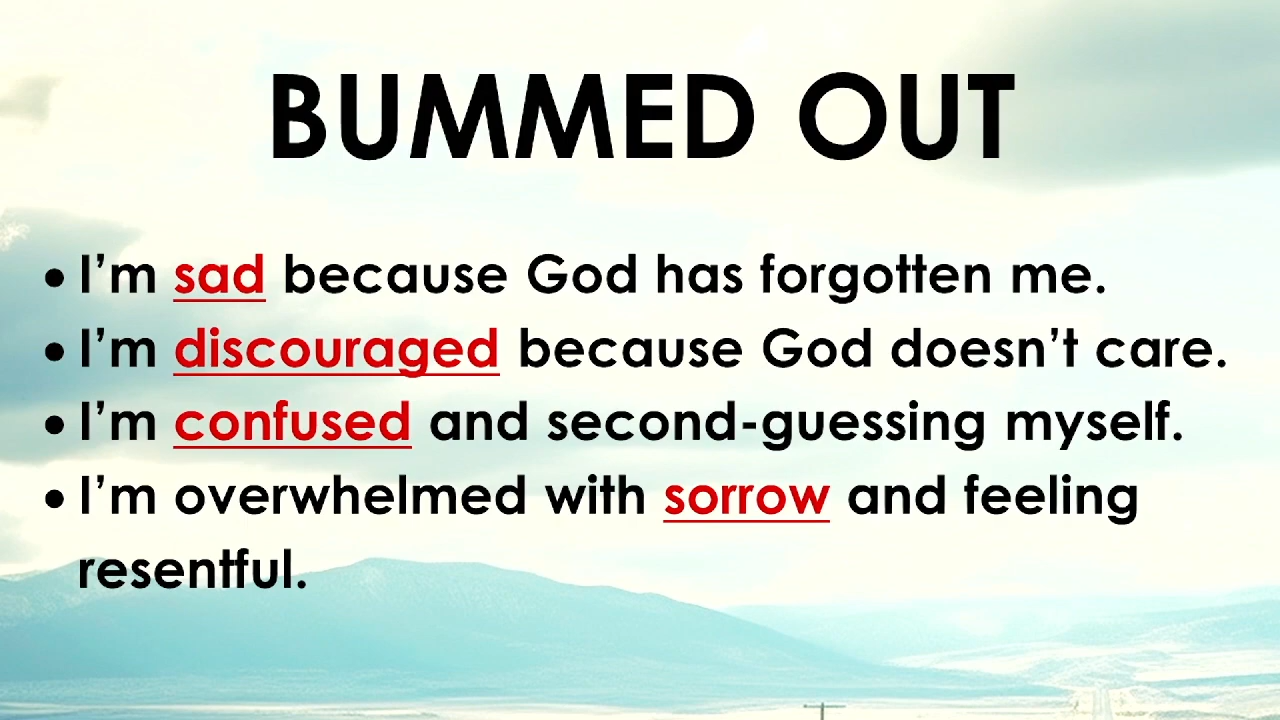 BUMMED OUT
• I’m sad because God has forgotten me.
• I’m discouraged because God doesn’t care.
• I’m confused and second-guessing myself.
• I’m overwhelmed with sorrow and feeling
resentful.